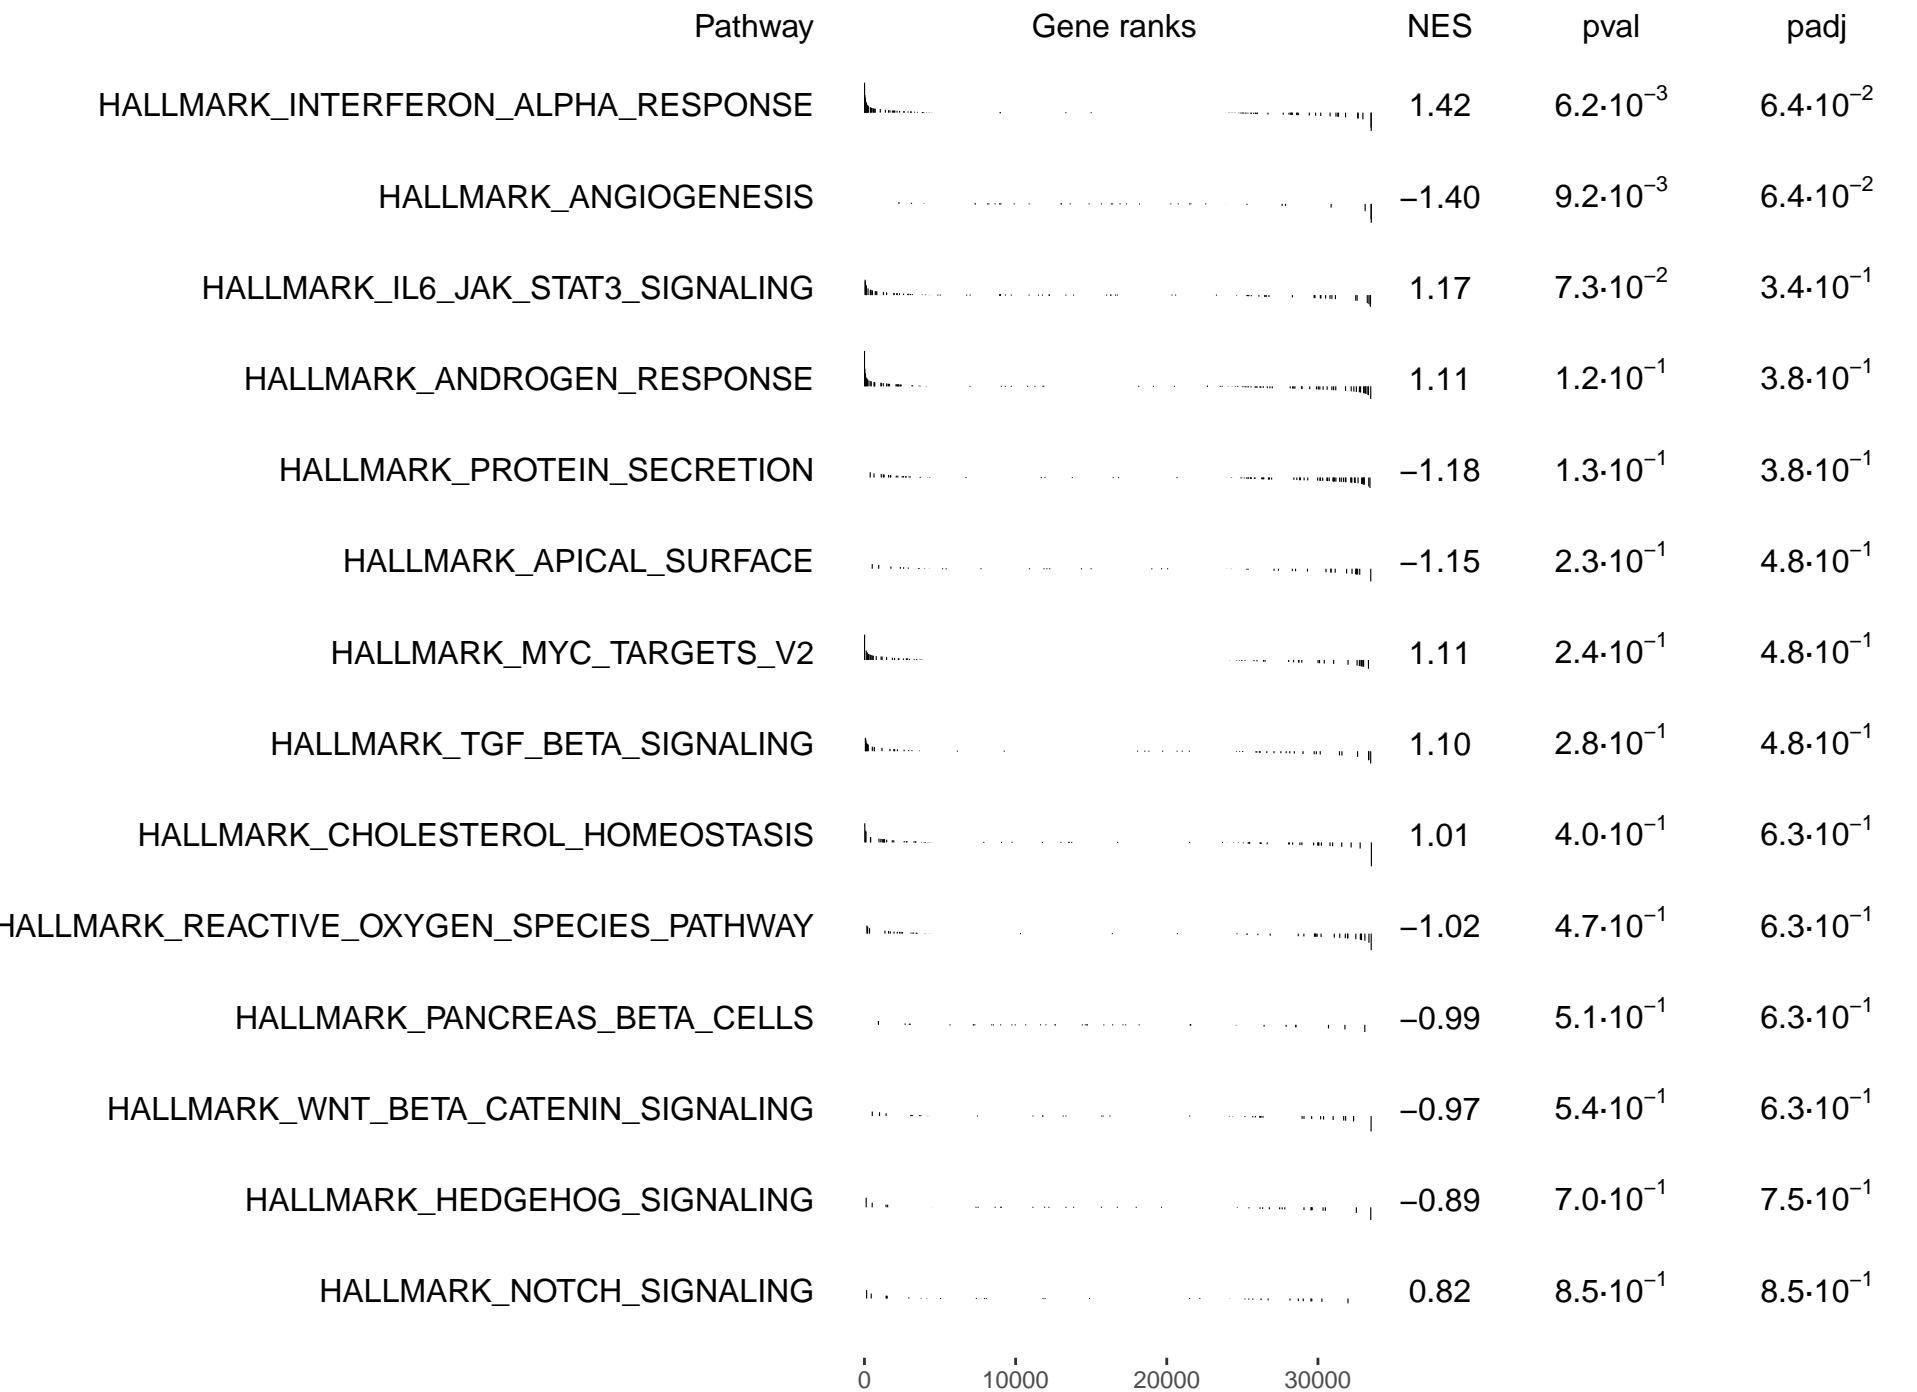 Pathway Gene ranks NES pval padj
HALLMARK_INTERFERON_ALPHA_RESPONSE 1.42 6.2·10⁻³ 6.4·10⁻²
HALLMARK_ANGIOGENESIS −1.40 9.2·10⁻³ 6.4·10⁻²
HALLMARK_IL6_JAK_STAT3_SIGNALING 1.17 7.3·10⁻² 3.4·10⁻¹
HALLMARK_ANDROGEN_RESPONSE 1.11 1.2·10⁻¹ 3.8·10⁻¹
HALLMARK_PROTEIN_SECRETION −1.18 1.3·10⁻¹ 3.8·10⁻¹
HALLMARK_APICAL_SURFACE −1.15 2.3·10⁻¹ 4.8·10⁻¹
HALLMARK_MYC_TARGETS_V2 1.11 2.4·10⁻¹ 4.8·10⁻¹
HALLMARK_TGF_BETA_SIGNALING 1.10 2.8·10⁻¹ 4.8·10⁻¹
HALLMARK_CHOLESTEROL_HOMEOSTASIS 1.01 4.0·10⁻¹ 6.3·10⁻¹
HALLMARK_REACTIVE_OXYGEN_SPECIES_PATHWAY −1.02 4.7·10⁻¹ 6.3·10⁻¹
HALLMARK_PANCREAS_BETA_CELLS −0.99 5.1·10⁻¹ 6.3·10⁻¹
HALLMARK_WNT_BETA_CATENIN_SIGNALING −0.97 5.4·10⁻¹ 6.3·10⁻¹
HALLMARK_HEDGEHOG_SIGNALING −0.89 7.0·10⁻¹ 7.5·10⁻¹
HALLMARK_NOTCH_SIGNALING 0.82 8.5·10⁻¹ 8.5·10⁻¹
0 10000 20000 30000